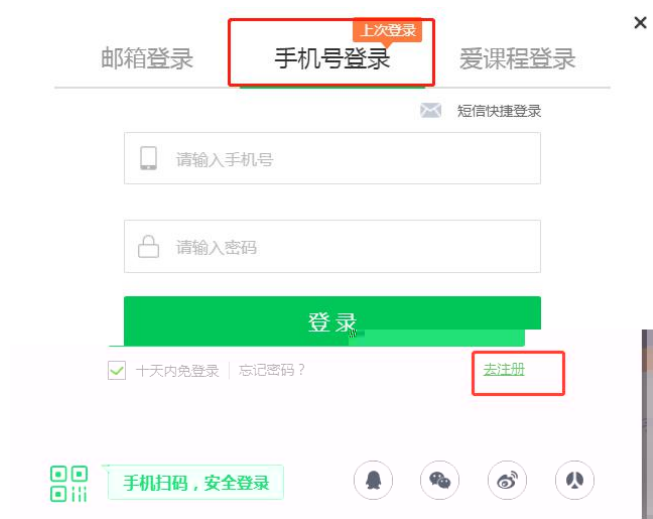 上次登录
邮箱登录 手机号登录 爱课程登录
短信快捷登录
请输入手机号
请输入密码
登录
十天内免登录 忘记密码？ 去注册
手机扫码，安全登录